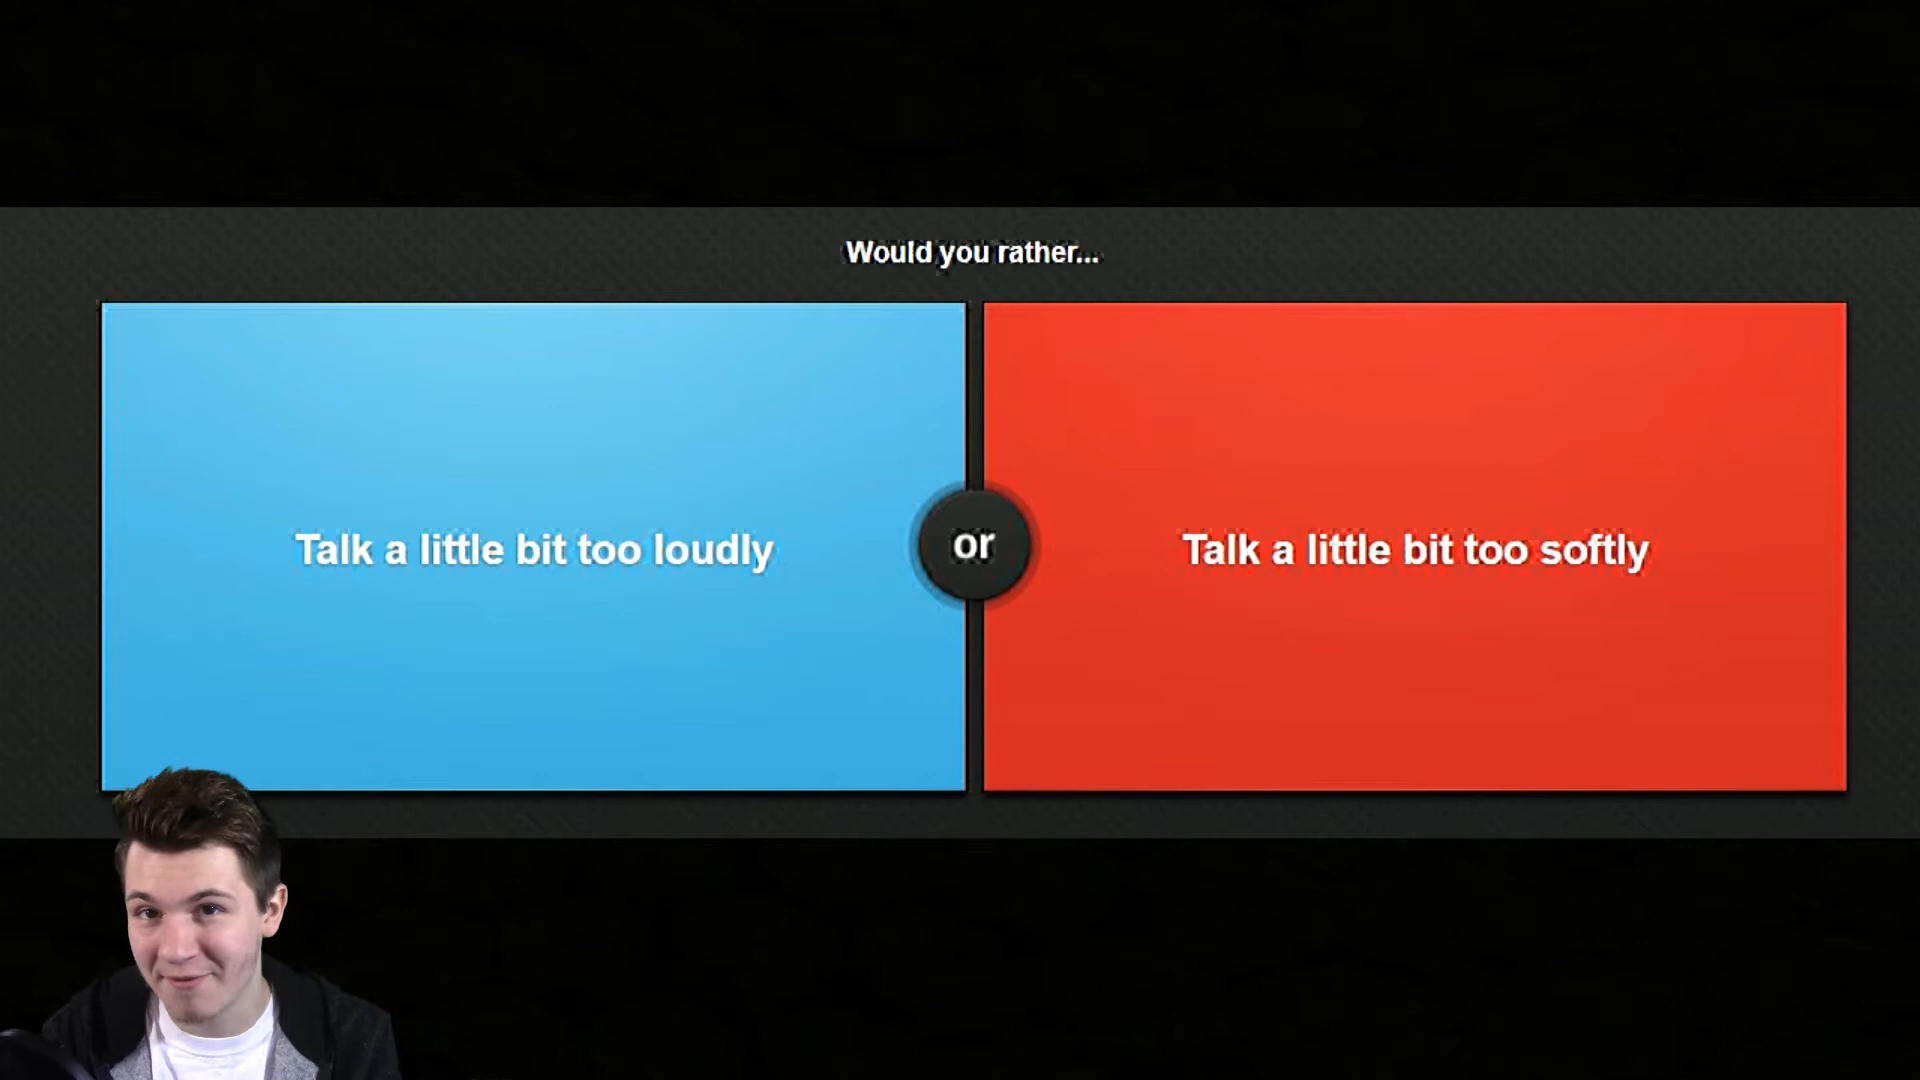 Would you rather...
Talk a little bit too loudly
or
Talk a little bit too softly